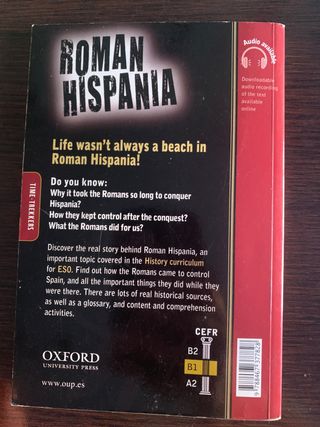 ROMAN
HISPANIA
Audio available
Downloadable
audio recording
of the text
available
online
Life wasn't always a beach in
Roman Hispania!
Do you know:
Why it took the Romans so long to conquer
Hispania?
How they kept control after the conquest?
What the Romans did for us?
TIME-TREKKERS
Discover the real story behind Roman Hispania, an
important topic covered in the History curriculum
for ESO. Find out how the Romans came to control
Spain, and all the important things they did while they
were there. There are lots of real historical sources,
as well as a glossary, and content and comprehension
activities.
CEFR
B2
B1
A2
OXFORD
UNIVERSITY PRESS
www.oup.es